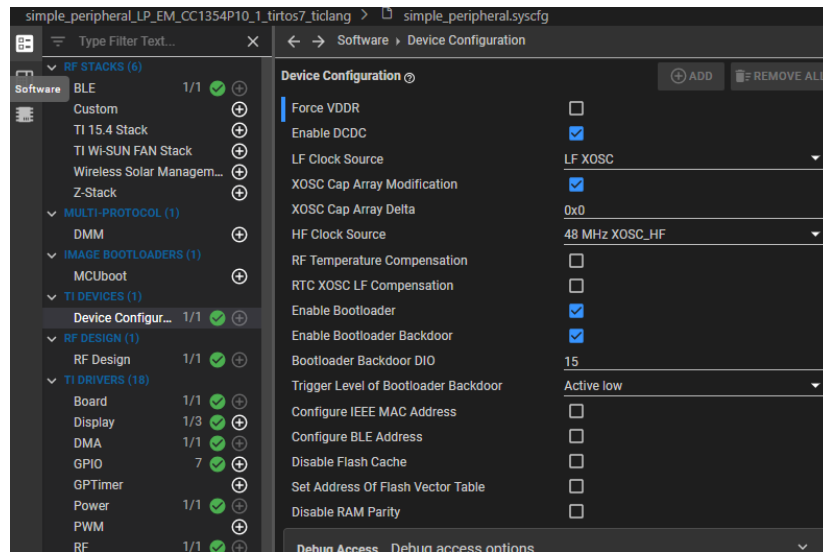 simple_peripheral_LP_EM_CC1354P10_1_tirtos7_ticlang > simple_peripheral.syscfg
Type Filter Text...
Software
RF STACKS (6)
BLE 1/1
Custom
TI 15.4 Stack
TI Wi-SUN FAN Stack
Wireless Solar Managem...
Z-Stack
MULTI-PROTOCOL (1)
DMM
IMAGE BOOTLOADERS (1)
MCUboot
TI DEVICES (1)
Device Configur... 1/1
RF DESIGN (1)
RF Design 1/1
TI DRIVERS (18)
Board 1/1
Display 1/3
DMA 1/1
GPIO 7
GPTimer
Power 1/1
PWM
RF 1/1
Software > Device Configuration
Device Configuration
ADD
REMOVE ALL
Force VDDR
Enable DCDC
LF Clock Source LF XOSC
XOSC Cap Array Modification
XOSC Cap Array Delta 0x0
HF Clock Source 48 MHz XOSC_HF
RF Temperature Compensation
RTC XOSC LF Compensation
Enable Bootloader
Enable Bootloader Backdoor
Bootloader Backdoor DIO 15
Trigger Level of Bootloader Backdoor Active low
Configure IEEE MAC Address
Configure BLE Address
Disable Flash Cache
Set Address Of Flash Vector Table
Disable RAM Parity
Debug Access Debug access options